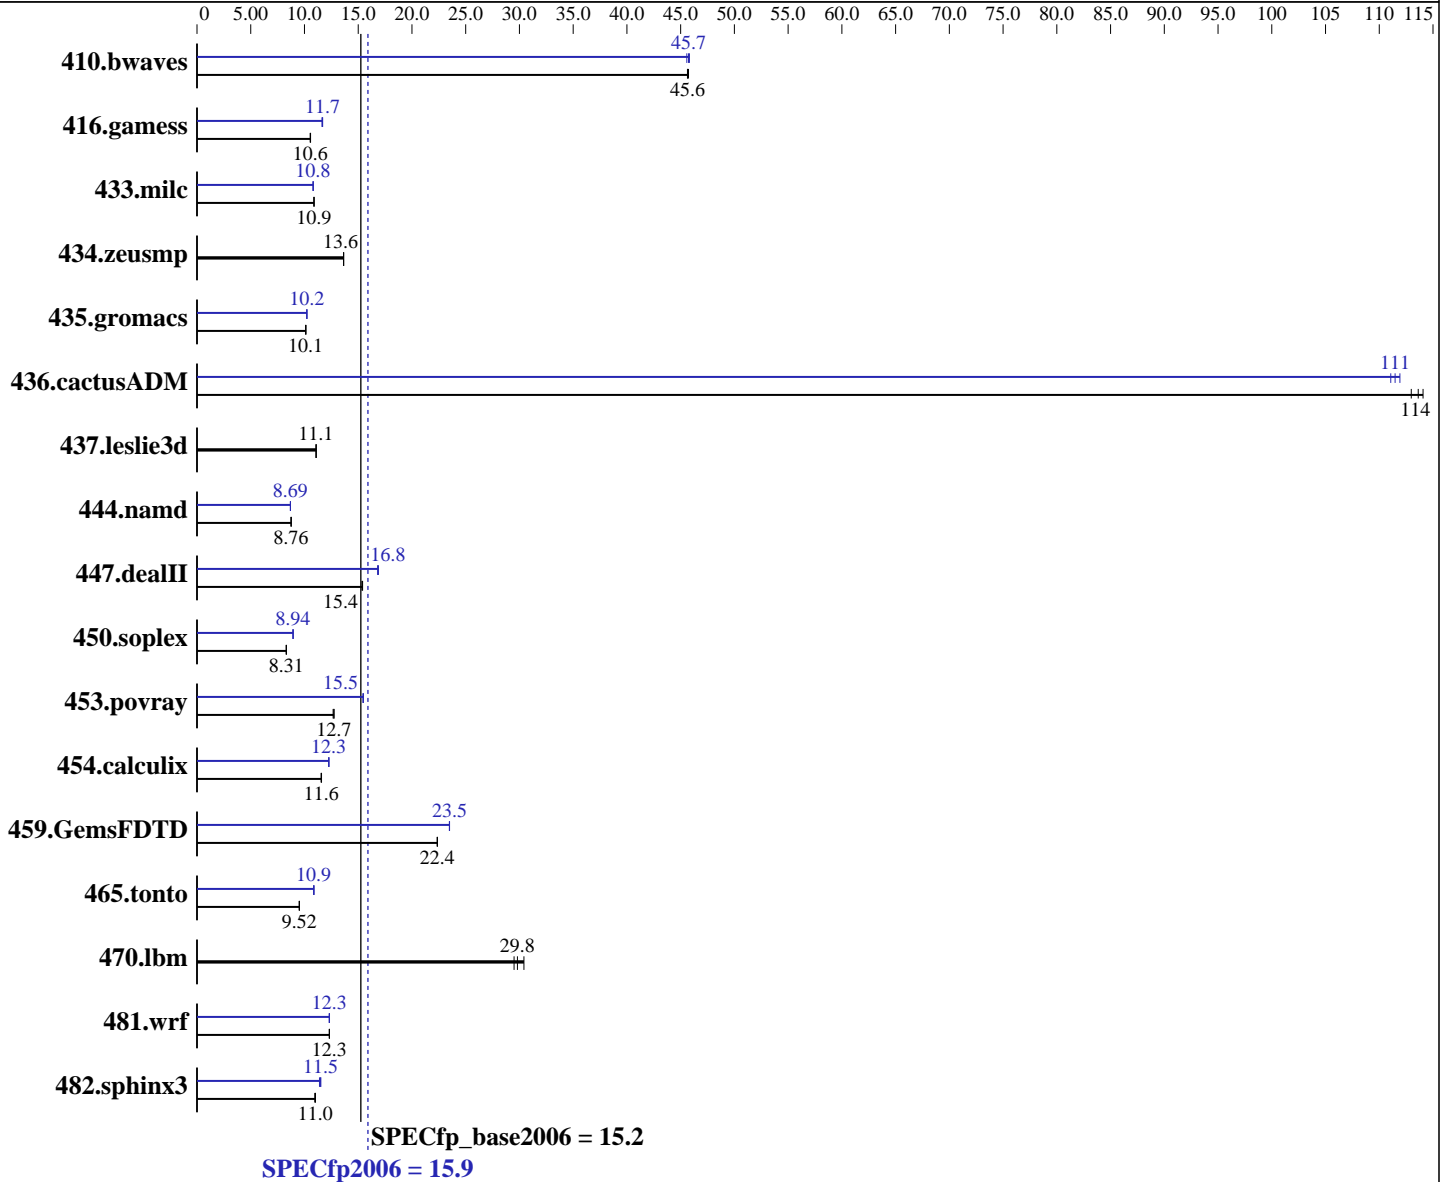 0 5.00 10.0 15.0 20.0 25.0 30.0 35.0 40.0 45.0 50.0 55.0 60.0 65.0 70.0 75.0 80.0 85.0 90.0 95.0 100 105 110 115
45.7
410.bwaves
45.6
11.7
416.gamess
10.6
10.8
433.milc
10.9
13.6
434.zeusmp
10.2
435.gromacs
10.1
111
436.cactusADM
114
11.1
437.leslie3d
8.69
444.namd
8.76
16.8
447.dealII
15.4
8.94
450.soplex
8.31
15.5
453.povray
12.7
12.3
454.calculix
11.6
23.5
459.GemsFDTD
22.4
10.9
465.tonto
9.52
29.8
470.lbm
12.3
481.wrf
12.3
11.5
482.sphinx3
11.0
SPECfp_base2006 = 15.2
SPECfp2006 = 15.9